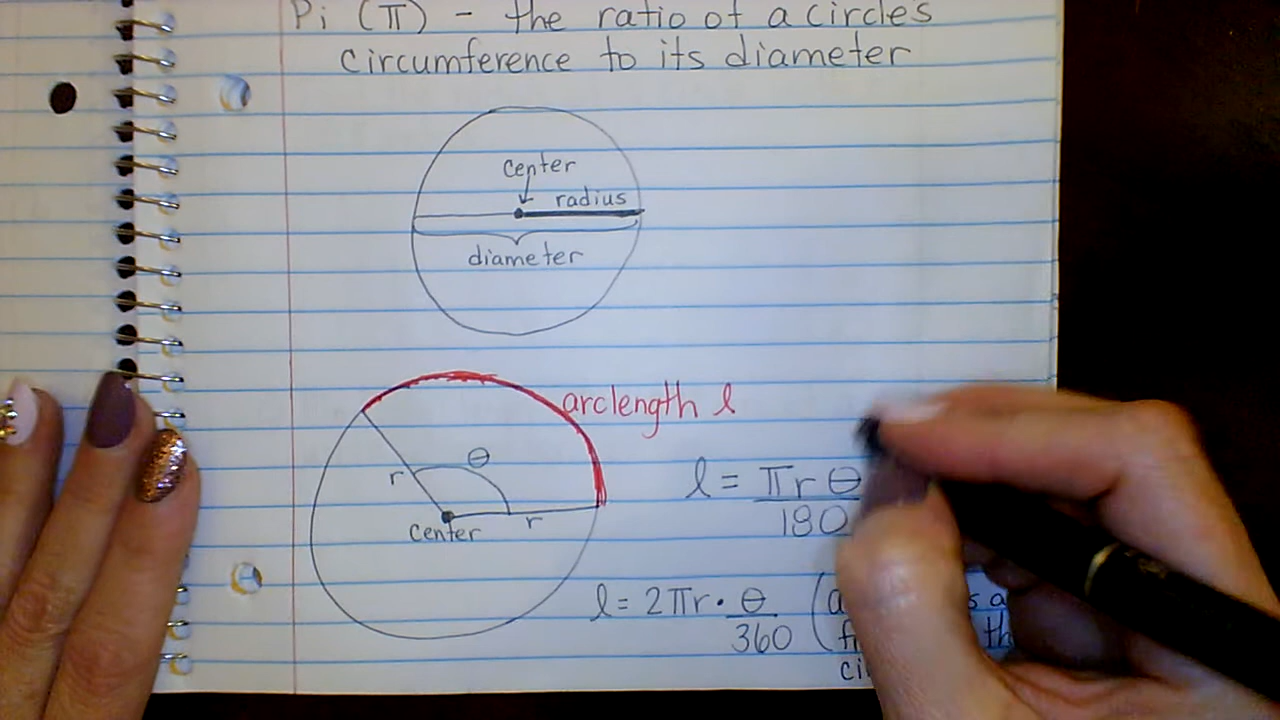 Pi (π) - the ratio of a circles
circumference to its diameter
center
radius
diameter
arclength l
θ
r
center
r
l = πrθ
180
l = 2πr · θ
360